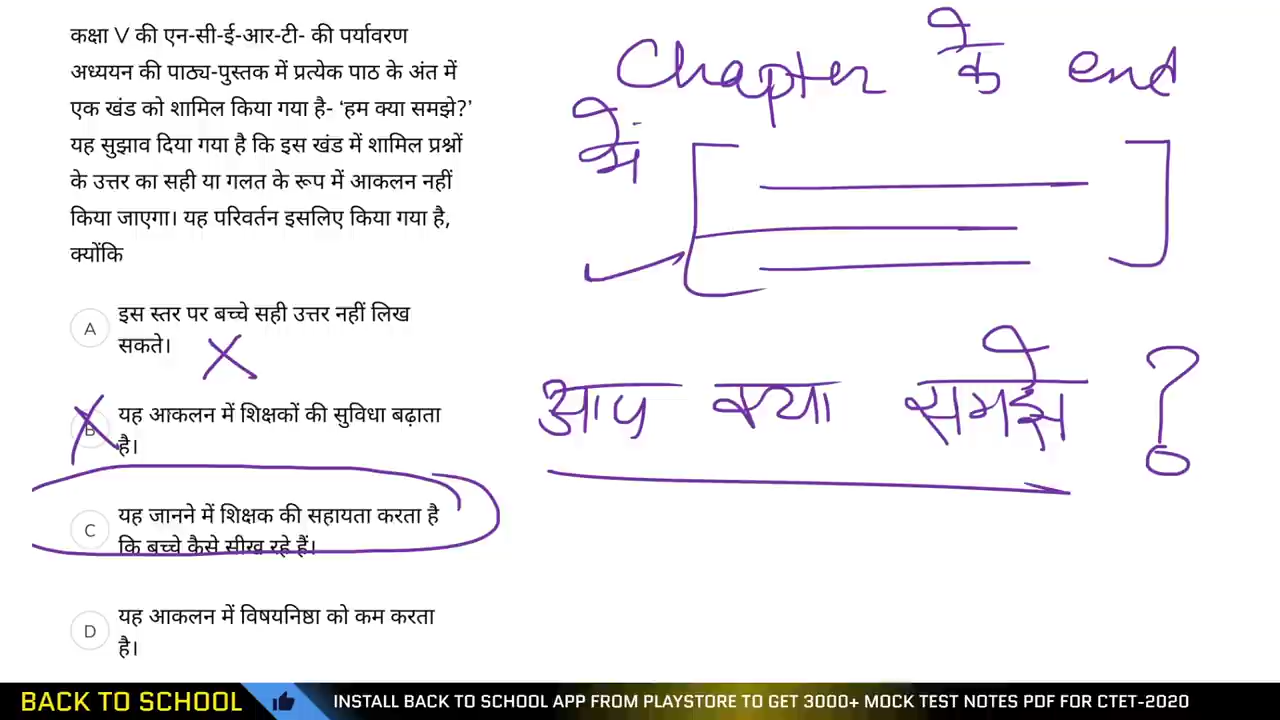 कक्षा V की एन-सी-ई-आर-टी- की पर्यावरण
अध्ययन की पाठ्य-पुस्तक में प्रत्येक पाठ के अंत में
एक खंड को शामिल किया गया है- ‘हम क्या समझे?’
यह सुझाव दिया गया है कि इस खंड में शामिल प्रश्नों
के उत्तर का सही या गलत के रूप में आकलन नहीं
किया जाएगा। यह परिवर्तन इसलिए किया गया है,
क्योंकि
A इस स्तर पर बच्चे सही उत्तर नहीं लिख
सकते।
B यह आकलन में शिक्षकों की सुविधा बढ़ाता
है।
C यह जानने में शिक्षक की सहायता करता है
कि बच्चे कैसे सीख रहे हैं।
D यह आकलन में विषयनिष्ठा को कम करता
है।
Chapter के end
में
आप क्या समझे ?
BACK TO SCHOOL INSTALL BACK TO SCHOOL APP FROM PLAYSTORE TO GET 3000+ MOCK TEST NOTES PDF FOR CTET-2020